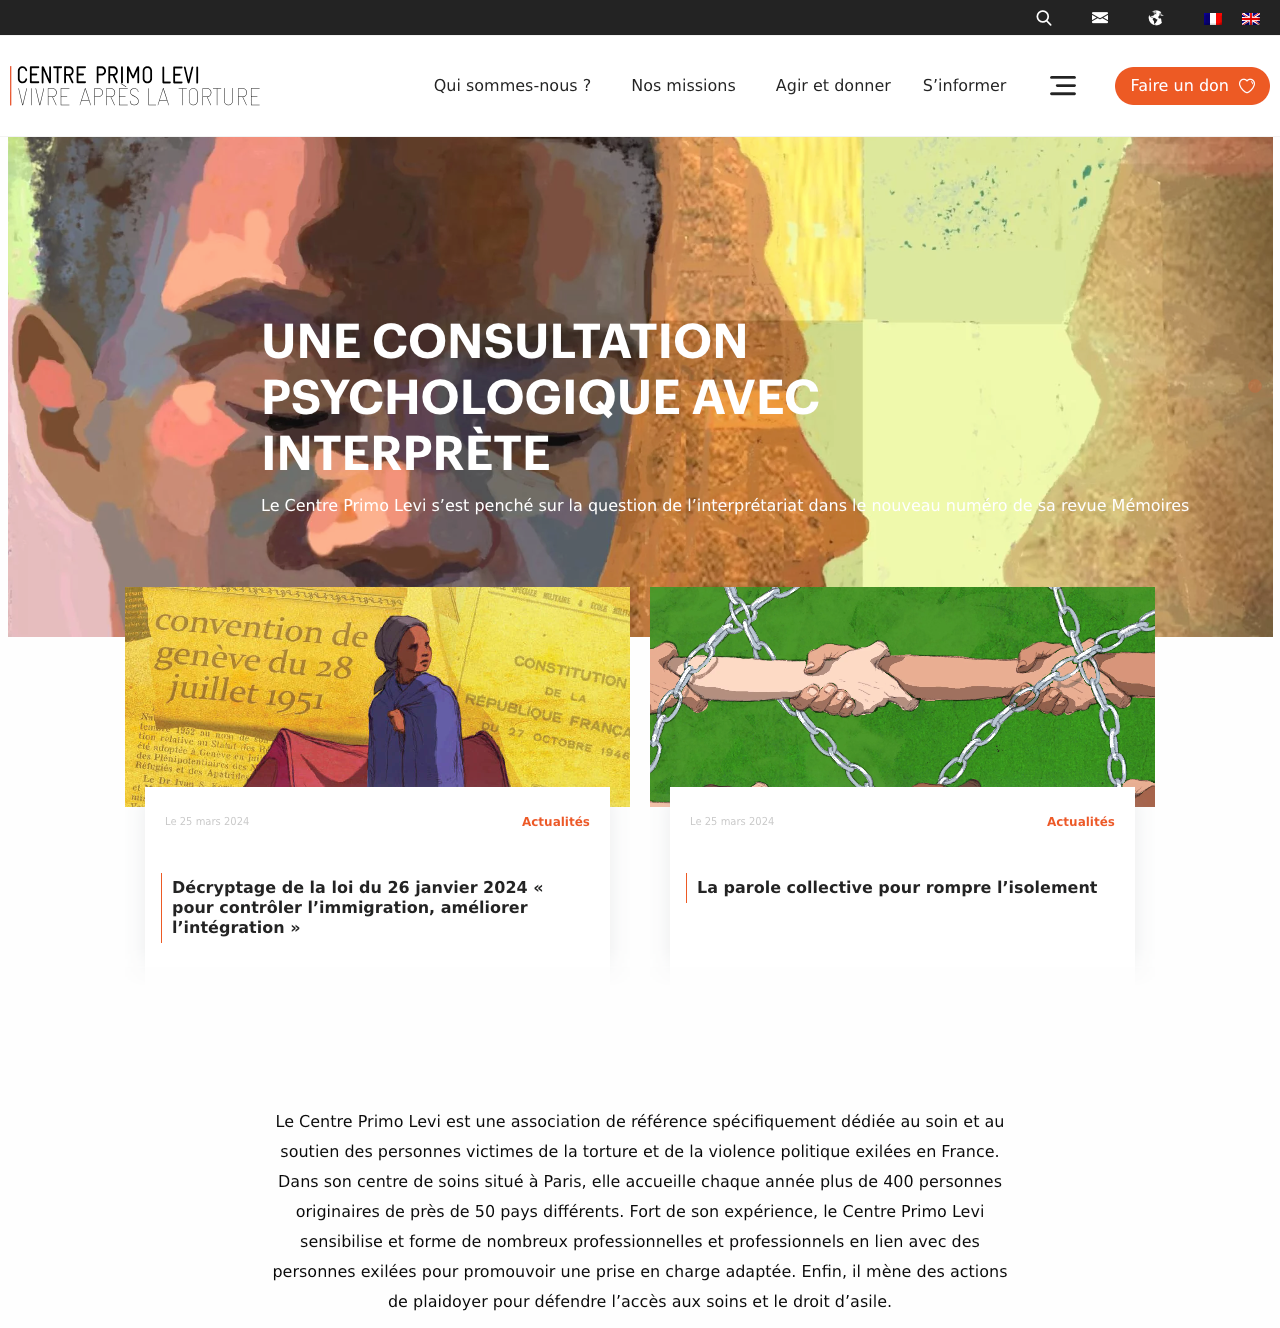 CENTRE PRIMO LEVI
VIVRE APRÈS LA TORTURE
Qui sommes-nous ?
Nos missions
Agir et donner
S’informer
Faire un don
UNE CONSULTATION
PSYCHOLOGIQUE AVEC
INTERPRÈTE
Le Centre Primo Levi s’est penché sur la question de l’interprétariat dans le nouveau numéro de sa revue Mémoires
convention de
genève du 28
juillet 1951
CONSTITUTION
DE LA
RÉPUBLIQUE FRANÇA
DU 27 OCTOBRE 1946
Le 25 mars 2024
Actualités
Décryptage de la loi du 26 janvier 2024 «
pour contrôler l’immigration, améliorer
l’intégration »
Le 25 mars 2024
Actualités
La parole collective pour rompre l’isolement
Le Centre Primo Levi est une association de référence spécifiquement dédiée au soin et au
soutien des personnes victimes de la torture et de la violence politique exilées en France.
Dans son centre de soins situé à Paris, elle accueille chaque année plus de 400 personnes
originaires de près de 50 pays différents. Fort de son expérience, le Centre Primo Levi
sensibilise et forme de nombreux professionnelles et professionnels en lien avec des
personnes exilées pour promouvoir une prise en charge adaptée. Enfin, il mène des actions
de plaidoyer pour défendre l’accès aux soins et le droit d’asile.